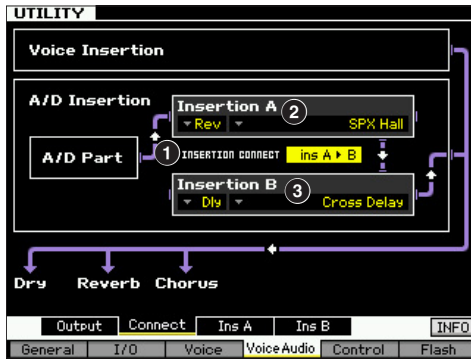 UTILITY
Voice Insertion
A/D Insertion
Insertion A
2
Rev
SPX Hall
A/D Part
1
INSERTION CONNECT
ins A▸B
Insertion B
3
Dly
Cross Delay
Dry Reverb Chorus
Output Connect Ins A Ins B INFO
General I/O Voice Voice Audio Control Flash